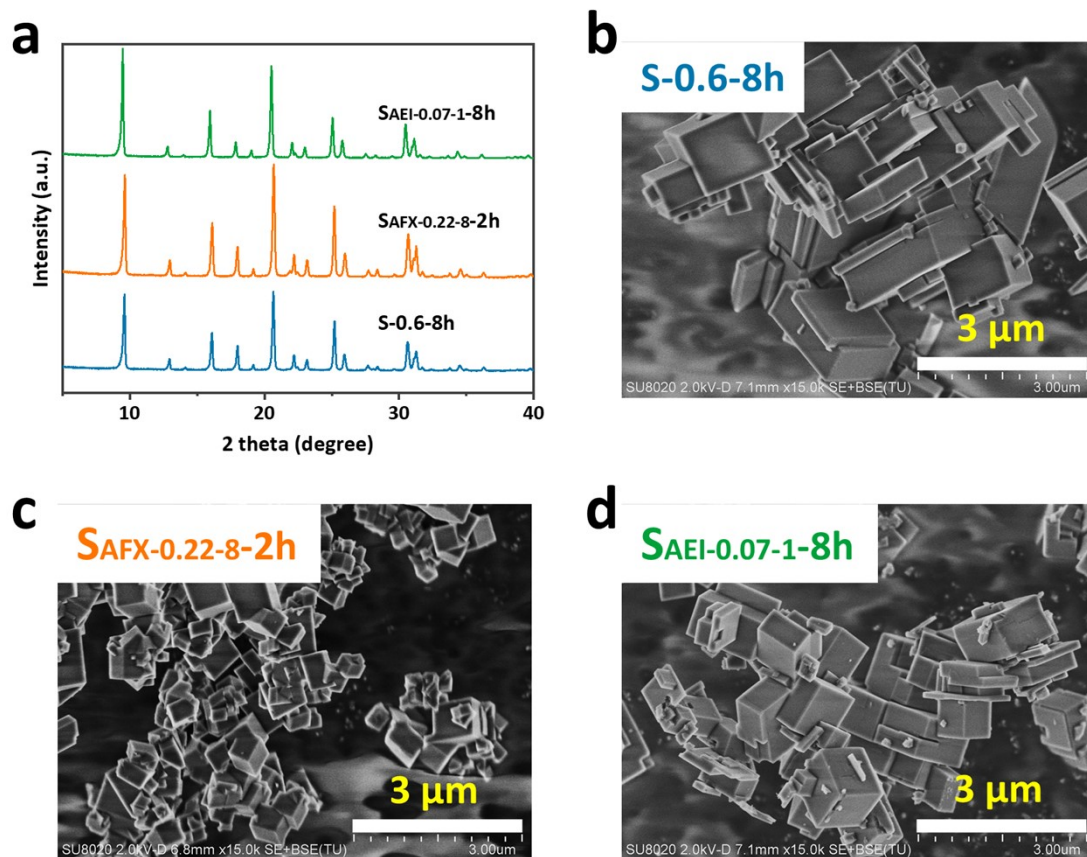 a
Intensity (a.u.)
SAEI-0.07-1-8h
SAFX-0.22-8-2h
S-0.6-8h
10 20 30 40
2 theta (degree)
b
S-0.6-8h
3 μm
SU8020 2.0kV-D 7.1mm x15.0k SE+BSE(TU)
3.00um
c
SAFX-0.22-8-2h
3 μm
SU8020 2.0kV-D 6.8mm x15.0k SE+BSE(TU)
3.00um
d
SAEI-0.07-1-8h
3 μm
SU8020 2.0kV-D 7.1mm x15.0k SE+BSE(TU)
3.00um